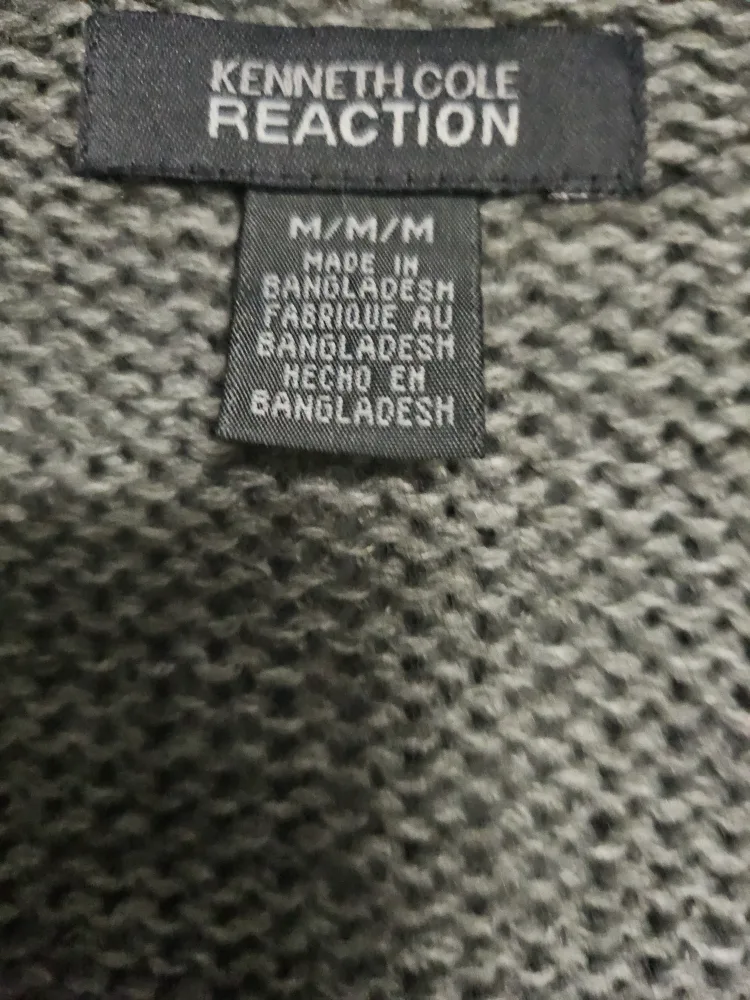 KENNETH COLE
REACTION
M/M/M
MADE IN
BANGLADESH
FABRIQUE AU
BANGLADESH
HECHO EN
BANGLADESH